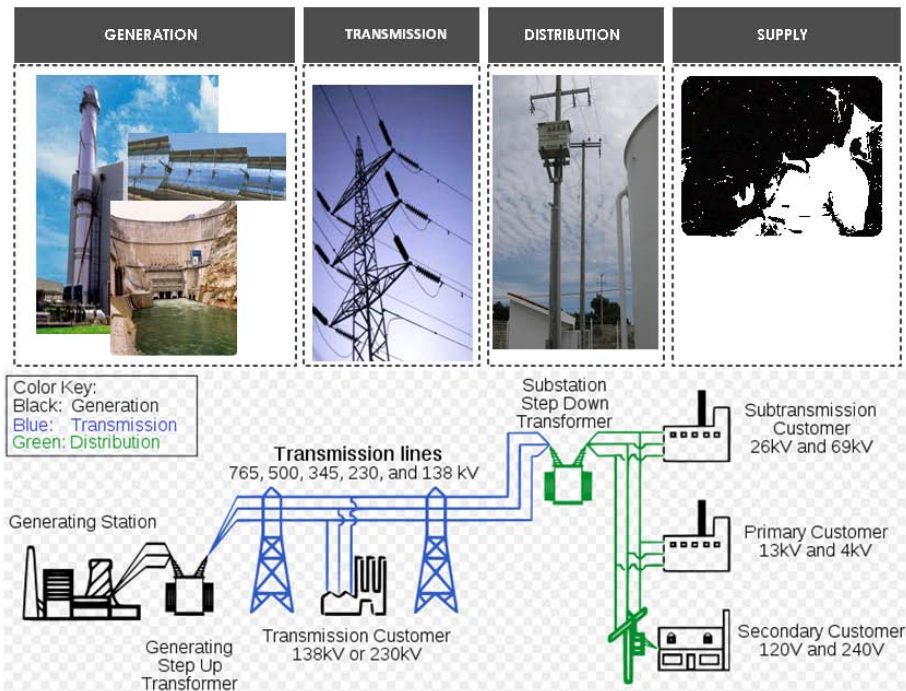 GENERATION
TRANSMISSION
DISTRIBUTION
SUPPLY
Color Key:
Black: Generation
Blue: Transmission
Green: Distribution
Substation
Step Down
Transformer
Subtransmission
Customer
26kV and 69kV
Transmission lines
765, 500, 345, 230, and 138 kV
Generating Station
Primary Customer
13kV and 4kV
Generating
Step Up
Transformer
Transmission Customer
138kV or 230kV
Secondary Customer
120V and 240V